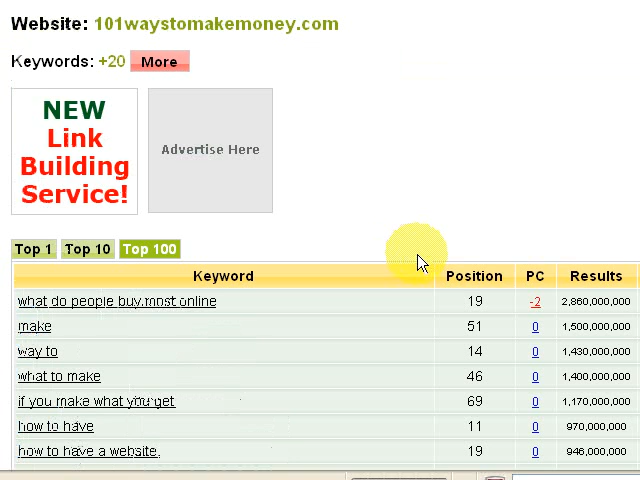 Website: 101waystomakemoney.com
Keywords: +20 More
NEW
Link
Building
Service!
Advertise Here
Top 1 Top 10 Top 100
Keyword Position PC Results
what do people buy most online 19 -2 2,860,000,000
make 51 0 1,500,000,000
way to 14 0 1,430,000,000
what to make 46 0 1,400,000,000
if you make what you get 69 0 1,170,000,000
how to have 11 0 970,000,000
how to have a website 19 0 946,000,000